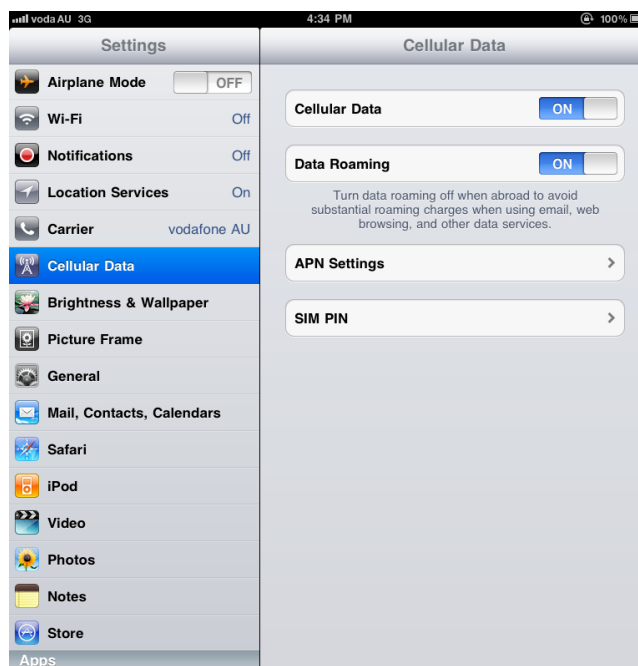 voda AU 3G
4:34 PM
100%
Settings
Airplane Mode OFF
Wi-Fi Off
Notifications Off
Location Services On
Carrier vodafone AU
Cellular Data
Brightness & Wallpaper
Picture Frame
General
Mail, Contacts, Calendars
Safari
iPod
Video
Photos
Notes
Store
Apps
Cellular Data
Cellular Data ON
Data Roaming ON
Turn data roaming off when abroad to avoid
substantial roaming charges when using email, web
browsing, and other data services.
APN Settings
SIM PIN